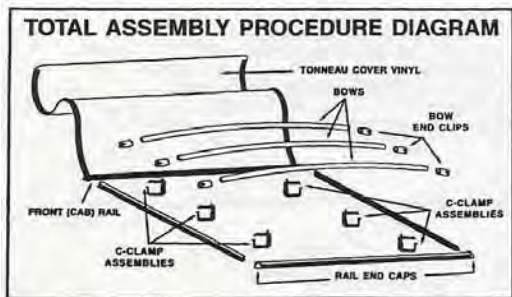 TOTAL ASSEMBLY PROCEDURE DIAGRAM
TONNEAU COVER VINYL
BOWS
BOW
END CLIPS
FRONT (CAB) RAIL
C-CLAMP
ASSEMBLIES
C-CLAMP
ASSEMBLIES
RAIL END CAPS